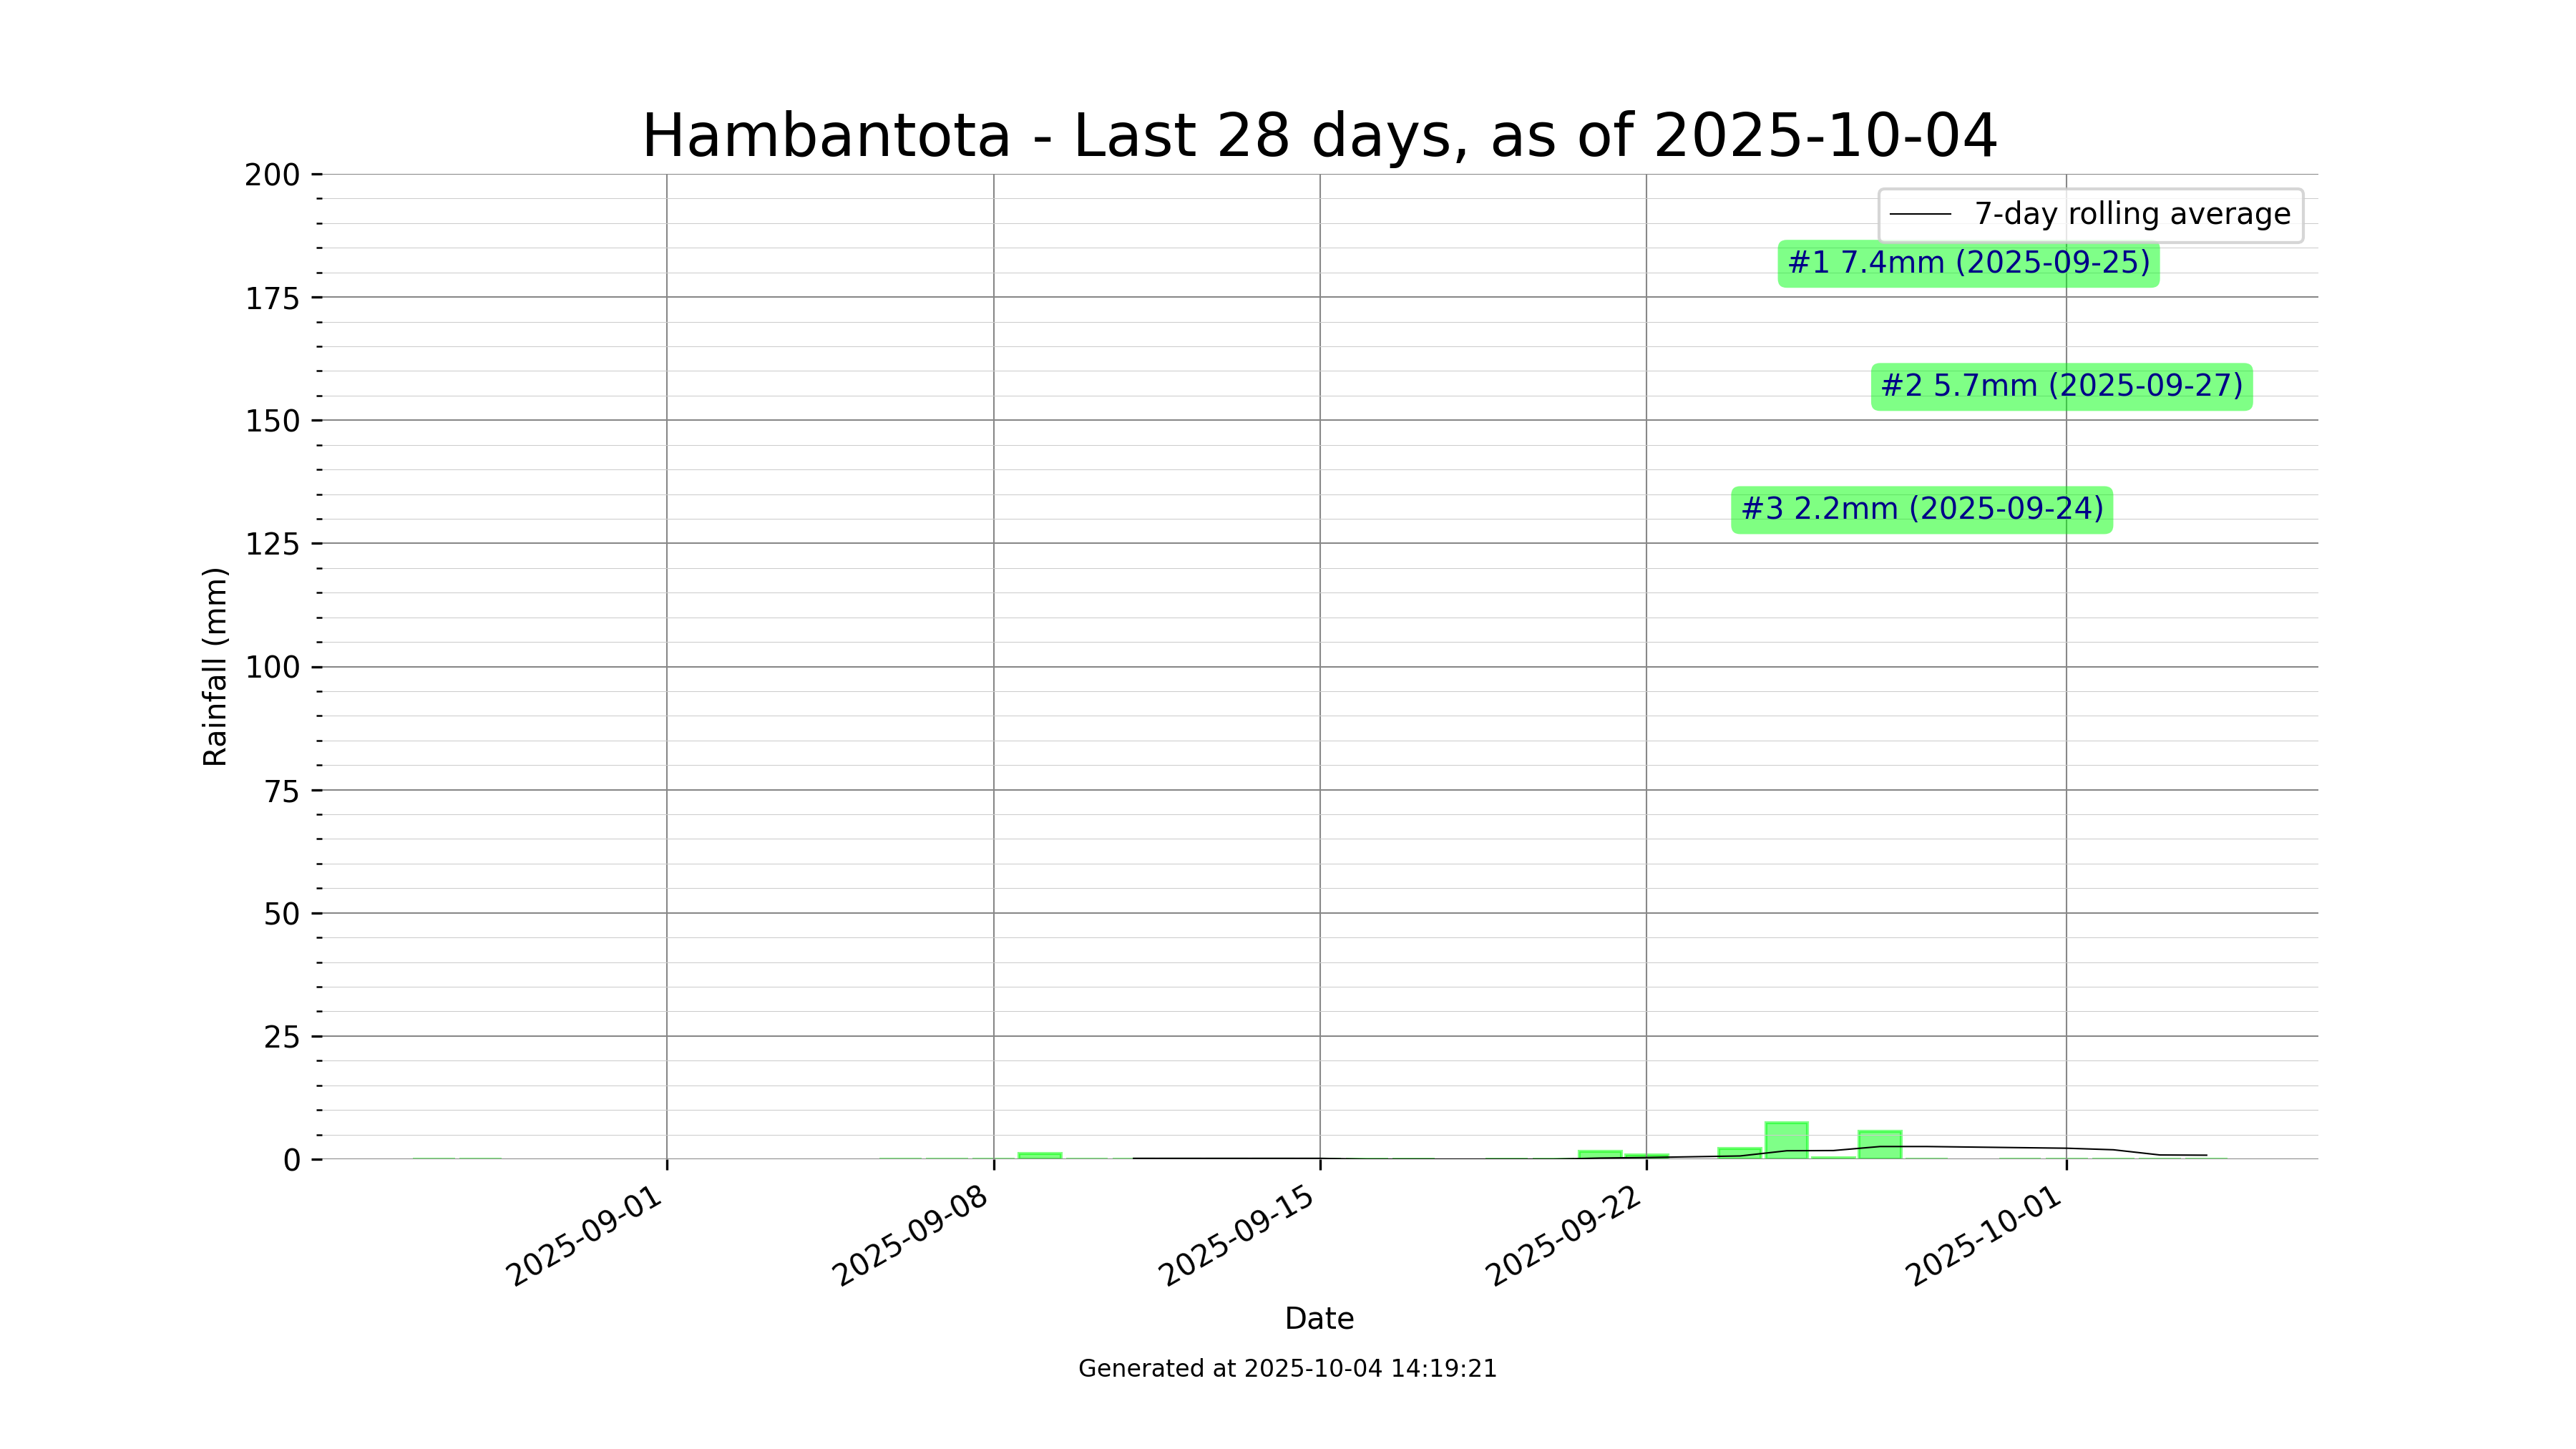 Hambantota - Last 28 days, as of 2025-10-04
200
175
150
125
100
75
50
25
0
Rainfall (mm)
7-day rolling average
#1 7.4mm (2025-09-25)
#2 5.7mm (2025-09-27)
#3 2.2mm (2025-09-24)
2025-09-01
2025-09-08
2025-09-15
2025-09-22
2025-10-01
Date
Generated at 2025-10-04 14:19:21